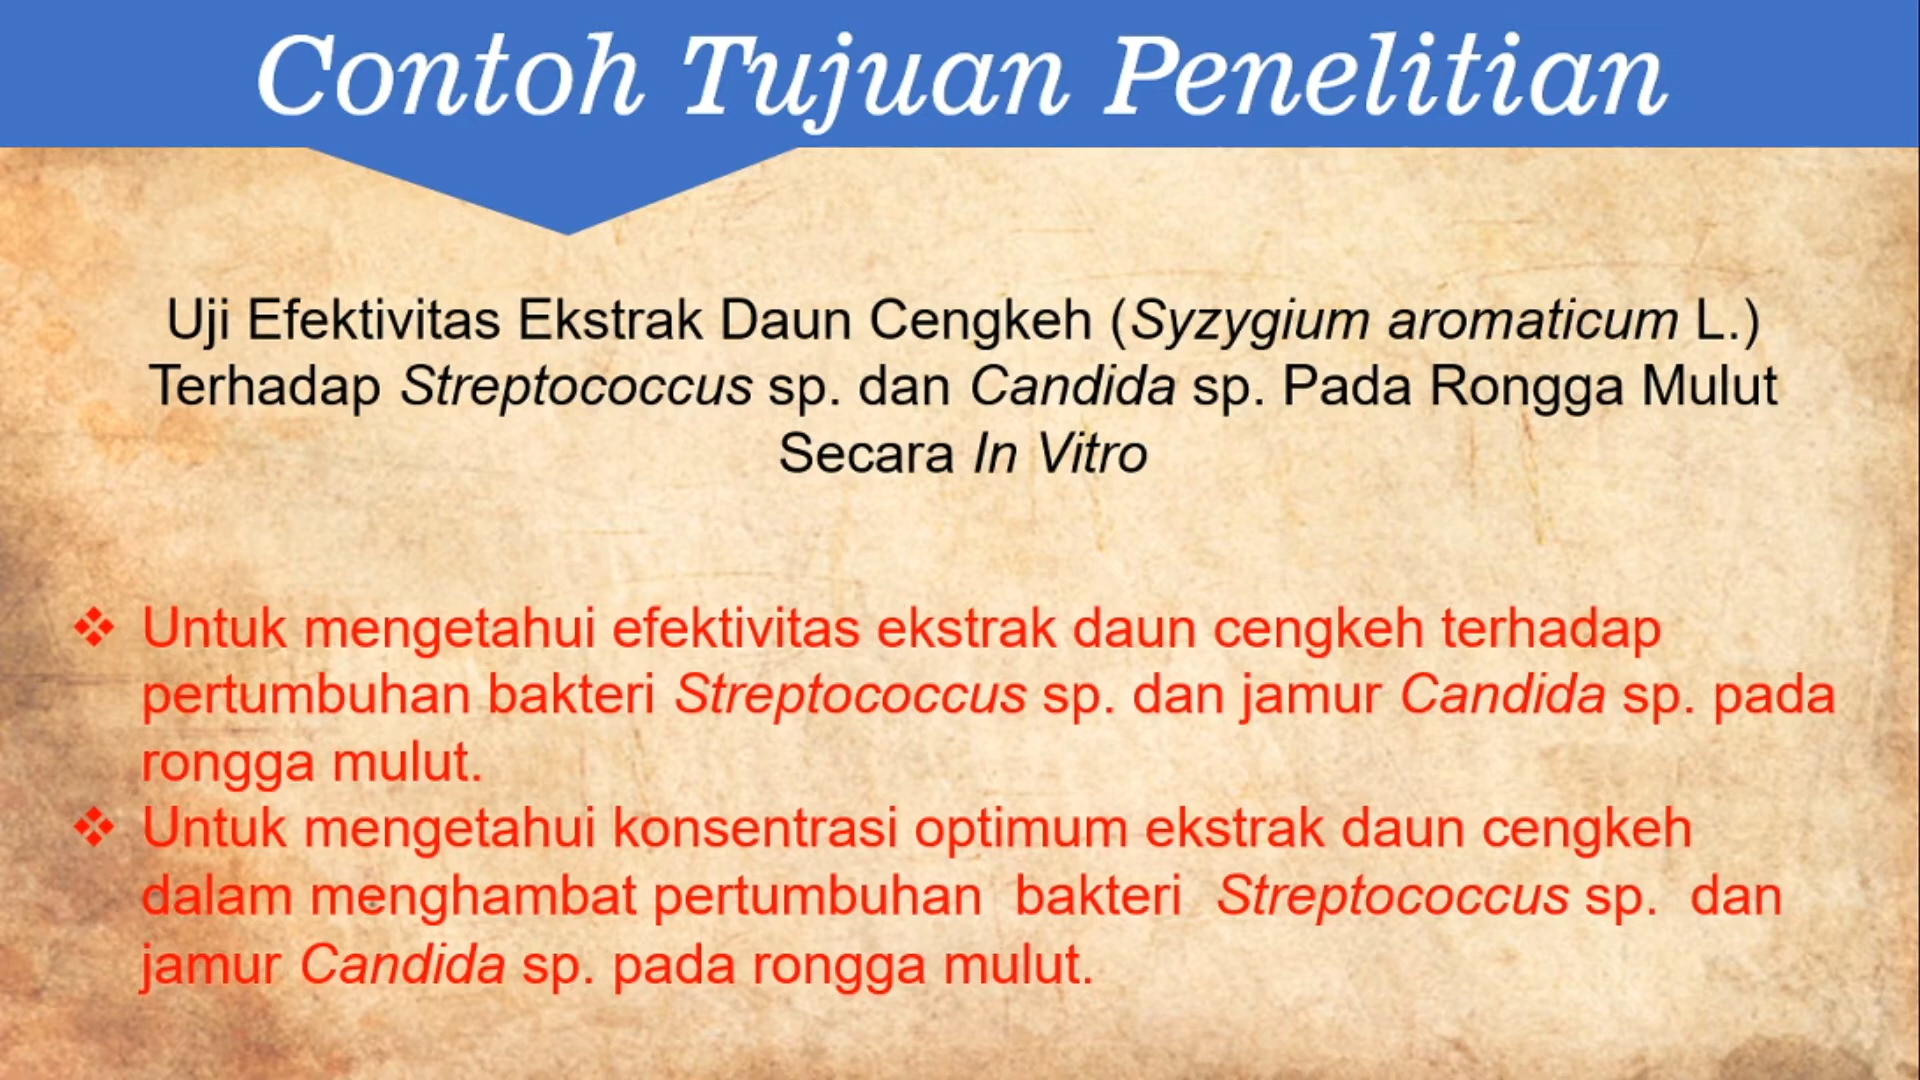 Contoh Tujuan Penelitian
Uji Efektivitas Ekstrak Daun Cengkeh (Syzygium aromaticum L.)
Terhadap Streptococcus sp. dan Candida sp. Pada Rongga Mulut
Secara In Vitro
❖ Untuk mengetahui efektivitas ekstrak daun cengkeh terhadap
pertumbuhan bakteri Streptococcus sp. dan jamur Candida sp. pada
rongga mulut.
❖ Untuk mengetahui konsentrasi optimum ekstrak daun cengkeh
dalam menghambat pertumbuhan bakteri Streptococcus sp. dan
jamur Candida sp. pada rongga mulut.